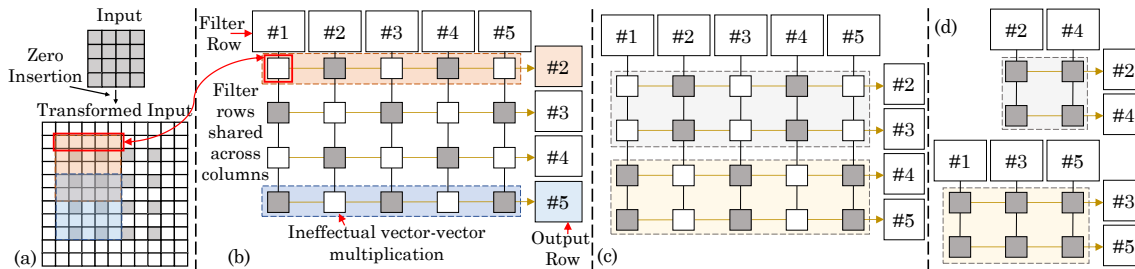 Input
Zero
Insertion
Transformed Input
(a)
Filter
Row
#1
#2
#3
#4
#5
#2
#3
#4
#5
Filter
rows
shared
across
columns
Ineffectual vector-vector
multiplication
Output
Row
(b)
#1
#2
#3
#4
#5
#2
#3
#4
#5
(c)
(d)
#2
#4
#2
#4
#1
#3
#5
#3
#5